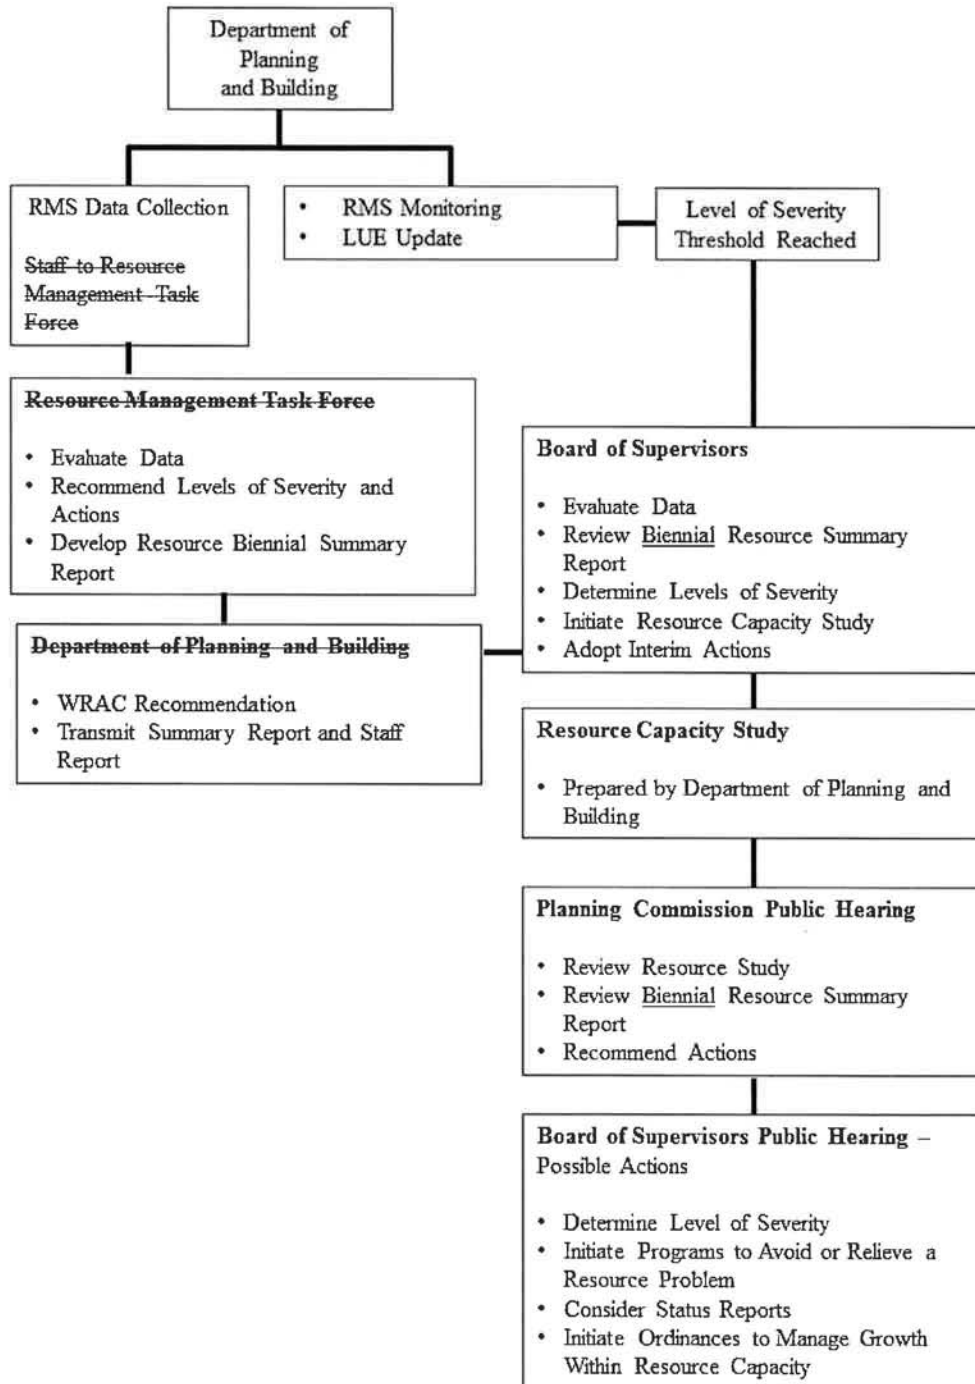 Department of
Planning
and Building
RMS Data Collection
Staff to Resource
Management Task
Force
• RMS Monitoring
• LUE Update
Level of Severity
Threshold Reached
Resource Management Task Force
• Evaluate Data
• Recommend Levels of Severity and
Actions
• Develop Resource Biennial Summary
Report
Department of Planning and Building
• WRAC Recommendation
• Transmit Summary Report and Staff
Report
Board of Supervisors
• Evaluate Data
• Review Biennial Resource Summary
Report
• Determine Levels of Severity
• Initiate Resource Capacity Study
• Adopt Interim Actions
Resource Capacity Study
• Prepared by Department of Planning and
Building
Planning Commission Public Hearing
• Review Resource Study
• Review Biennial Resource Summary
Report
• Recommend Actions
Board of Supervisors Public Hearing –
Possible Actions
• Determine Level of Severity
• Initiate Programs to Avoid or Relieve a
Resource Problem
• Consider Status Reports
• Initiate Ordinances to Manage Growth
Within Resource Capacity